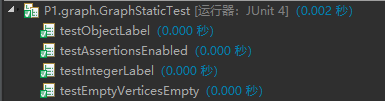 P1.graph.GraphStaticTest [运行器：JUnit 4] (0.002 秒)
testObjectLabel (0.000 秒)
testAssertionsEnabled (0.000 秒)
testIntegerLabel (0.000 秒)
testEmptyVerticesEmpty (0.000 秒)